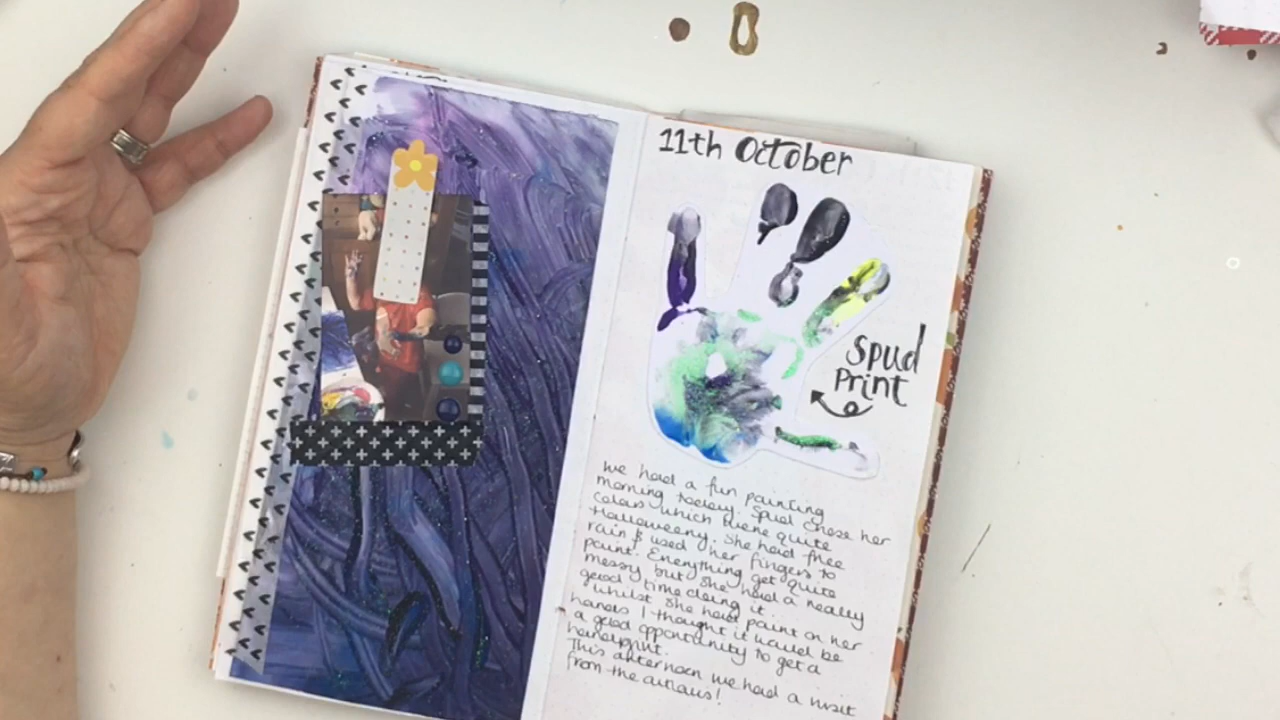 11th October
Spud
Print
we had a fun painting
morning today. Spud chose her
colours which were quite
Halloweeny. She had free
rain & used her fingers to
paint. Everything got quite
messy but she had a really
good time doing it.
Whilst she had paint on her
hands I thought it would be
a good opportunity to get a
handprint.
This afternoon we had a visit
from the outlaws!